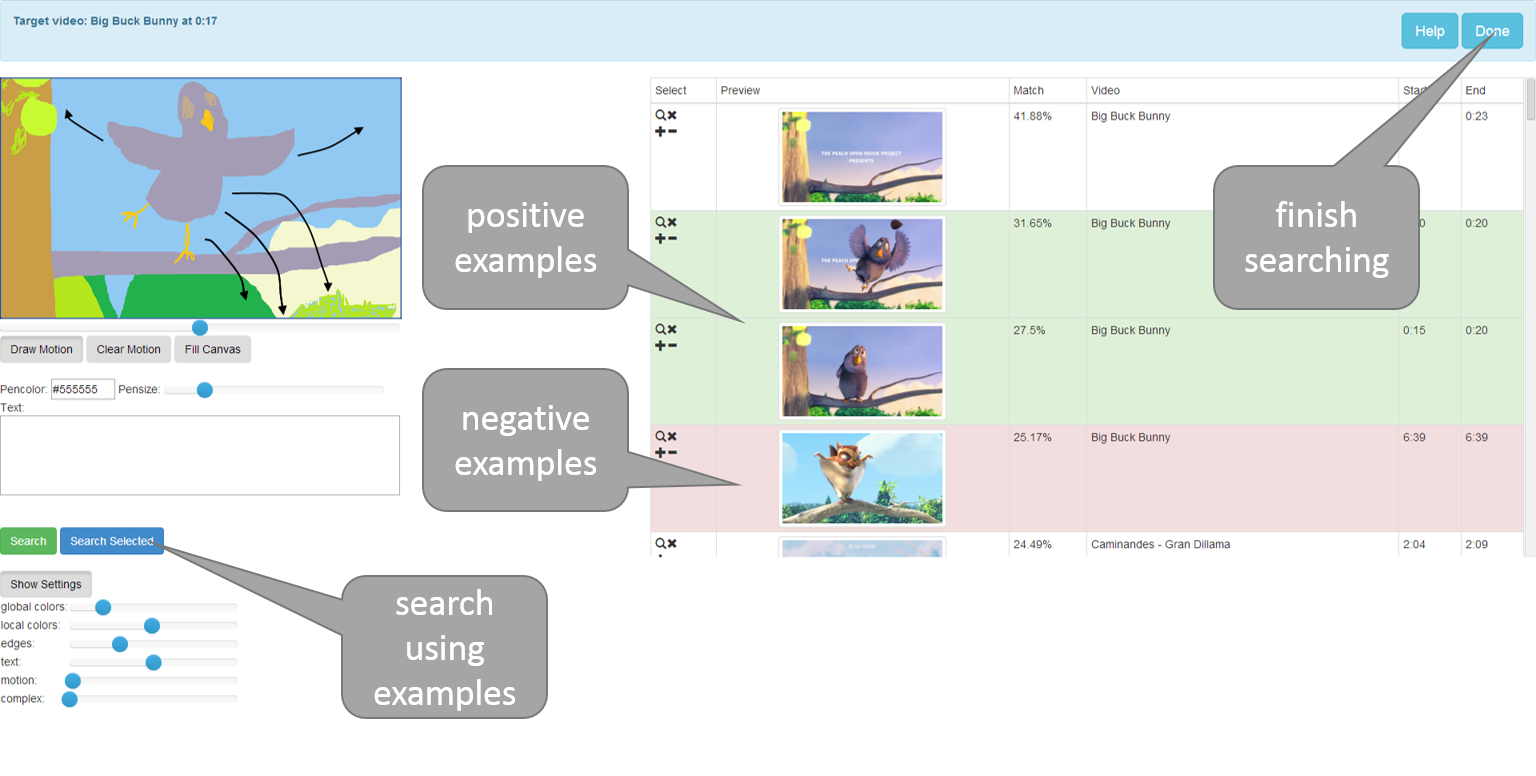 Target video: Big Buck Bunny at 0:17
Help
Done
Draw Motion
Clear Motion
Fill Canvas
Pencolor: #555555 Pensize:
Text:
Search
Search Selected
Show Settings
global colors:
local colors:
edges:
text:
motion:
complex:
positive
examples
negative
examples
search
using
examples
finish
searching
Select Preview Match Video Start End
41.88% Big Buck Bunny 0:23
THE PEACH OPEN MOVIE PROJECT
PRESENTS
31.65% Big Buck Bunny 0:20
27.5% Big Buck Bunny 0:15 0:20
25.17% Big Buck Bunny 6:39 6:39
24.49% Caminandes - Gran Dillama 2:04 2:09